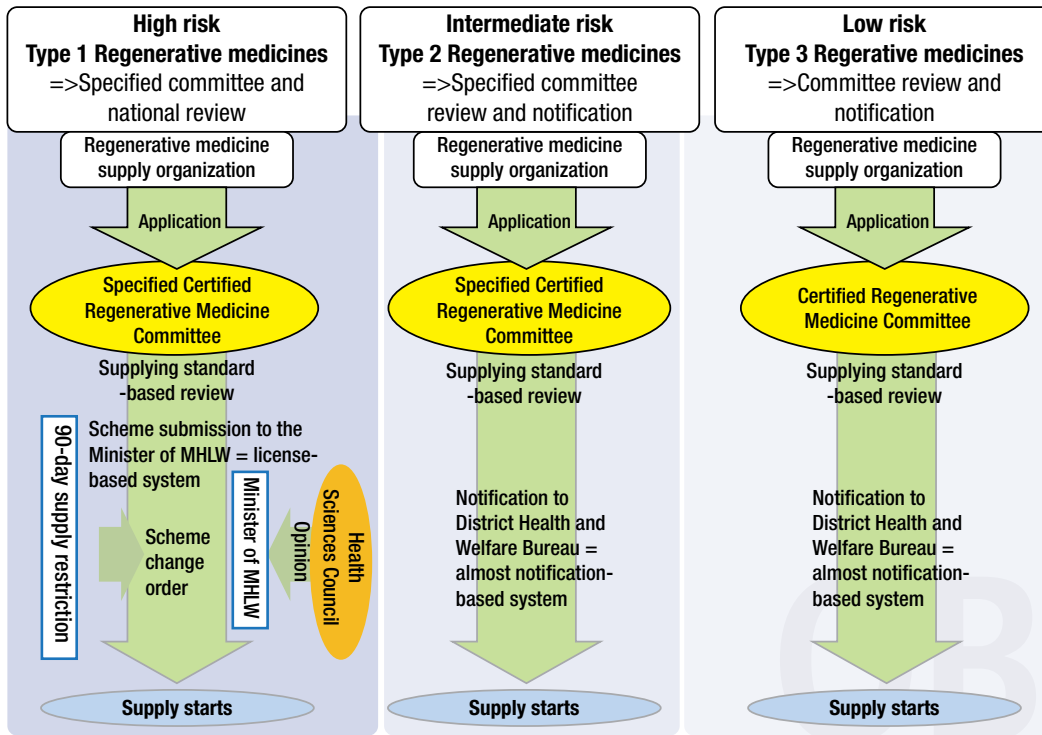 High risk
Type 1 Regenerative medicines
=>Specified committee and
national review
Regenerative medicine
supply organization
Application
Specified Certified
Regenerative Medicine
Committee
Supplying standard
-based review
Scheme submission to the
Minister of MHLW = license-
based system
90-day supply restriction
Scheme
change
order
Minister of MHLW
Opinion
Health
Sciences Council
Supply starts
Intermediate risk
Type 2 Regenerative medicines
=>Specified committee
review and notification
Regenerative medicine
supply organization
Application
Specified Certified
Regenerative Medicine
Committee
Supplying standard
-based review
Notification to
District Health and
Welfare Bureau =
almost notification-
based system
Supply starts
Low risk
Type 3 Regerative medicines
=>Committee review and
notification
Regenerative medicine
supply organization
Application
Certified Regenerative
Medicine Committee
Supplying standard
-based review
Notification to
District Health and
Welfare Bureau =
almost notification-
based system
Supply starts